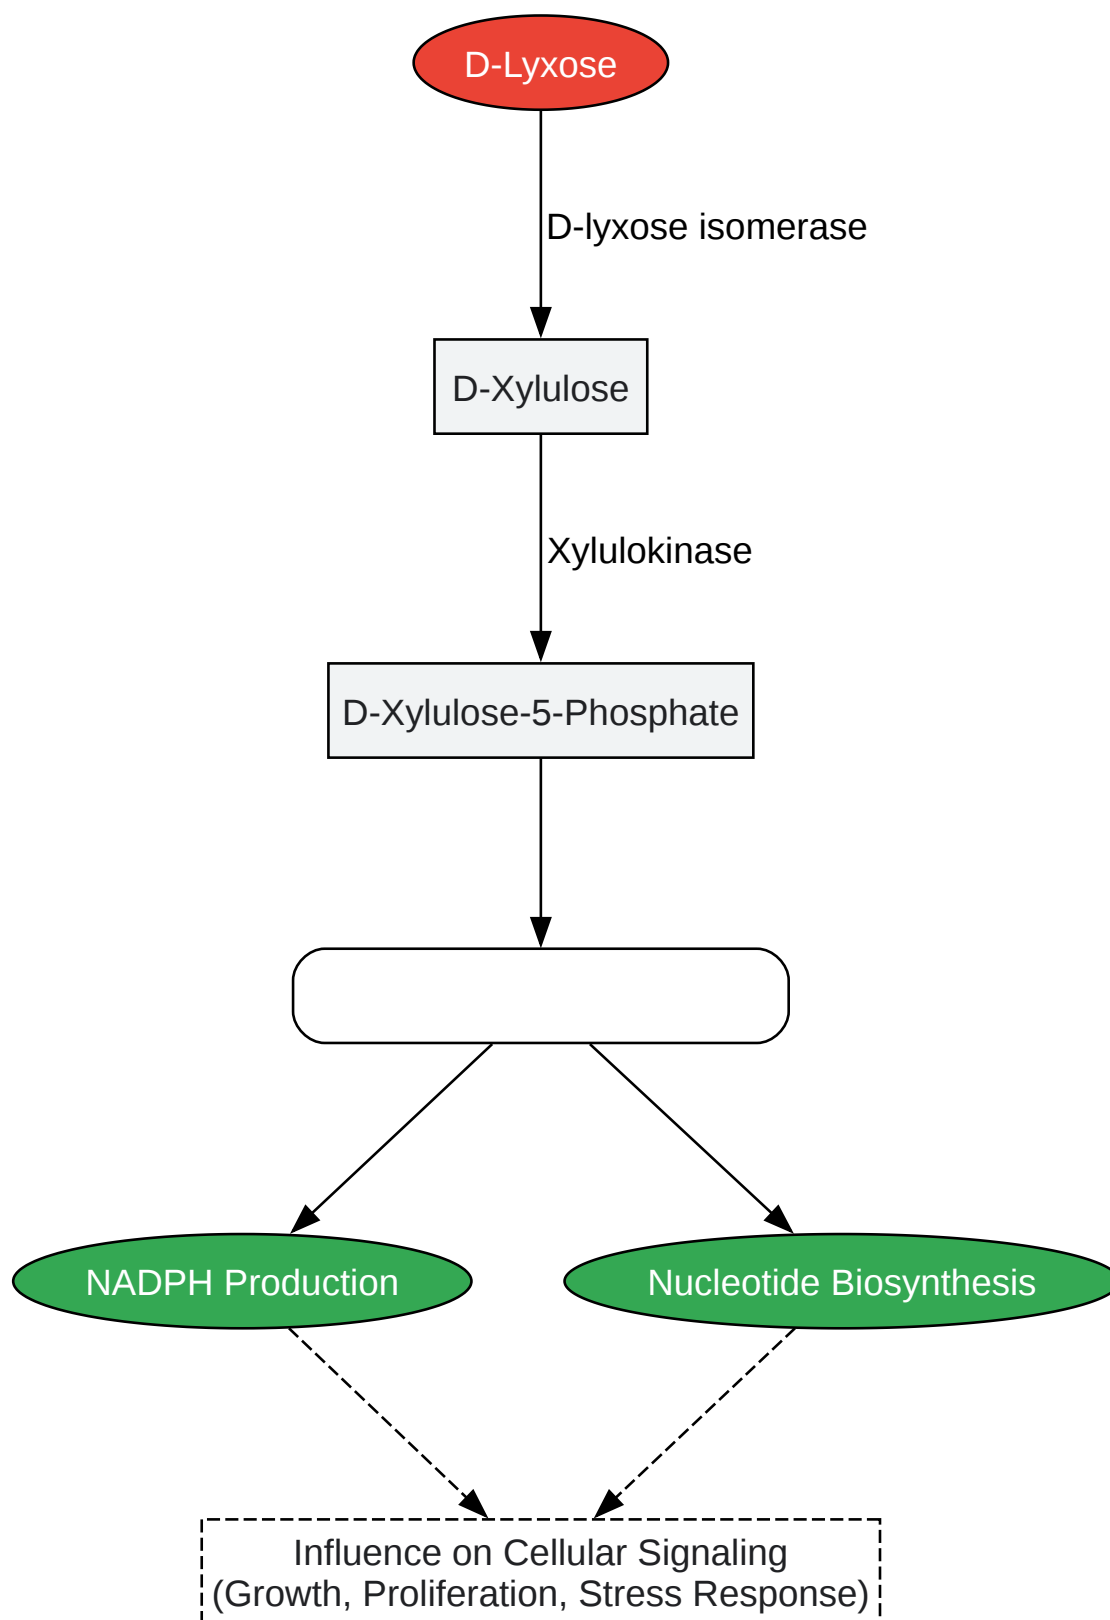 D-Lyxose
D-lyxose isomerase
D-Xylulose
Xylulokinase
D-Xylulose-5-Phosphate
NADPH Production
Nucleotide Biosynthesis
Influence on Cellular Signaling
(Growth, Proliferation, Stress Response)